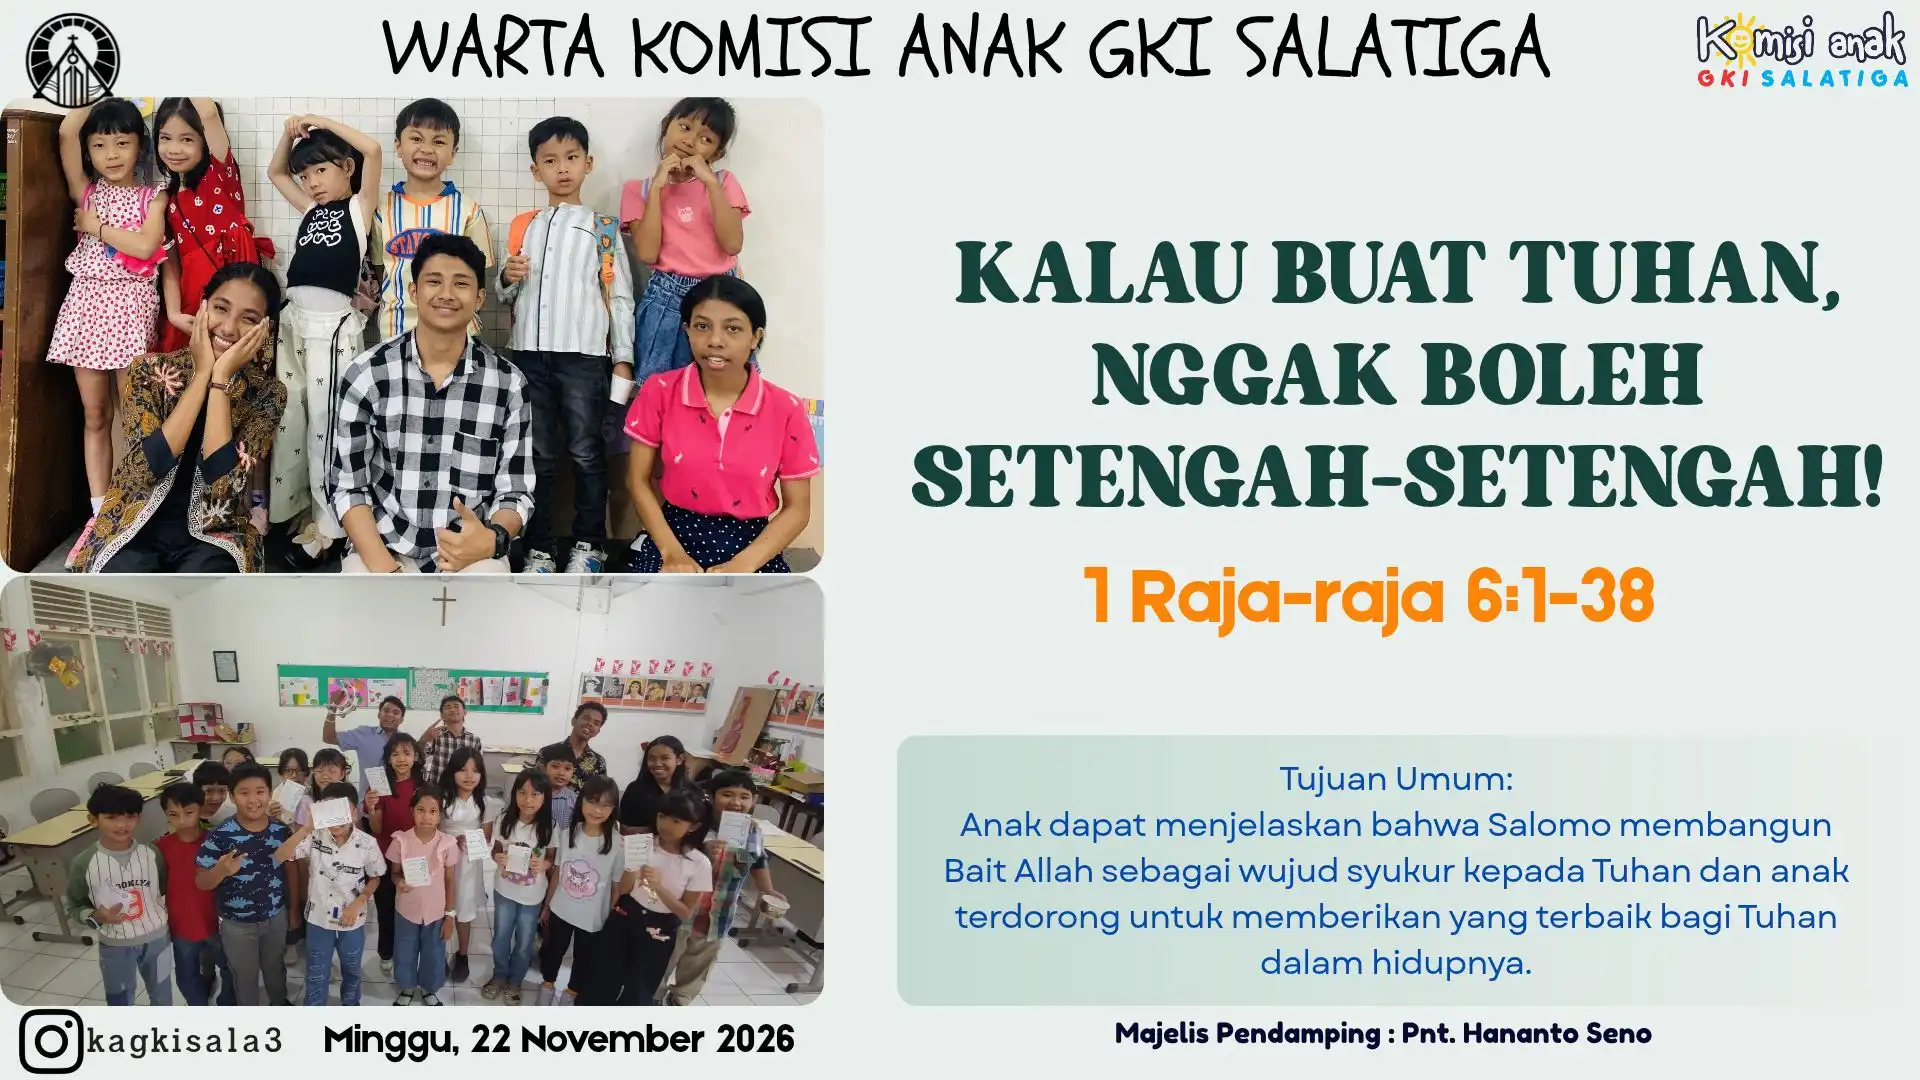 WARTA KOMISI ANAK GKI SALATIGA
Komisi anak
GKI SALATIGA
KALAU BUAT TUHAN,
NGGAK BOLEH
SETENGAH-SETENGAH!
1 Raja-raja 6:1-38
Tujuan Umum:
Anak dapat menjelaskan bahwa Salomo membangun
Bait Allah sebagai wujud syukur kepada Tuhan dan anak
terdorong untuk memberikan yang terbaik bagi Tuhan
dalam hidupnya.
kagkisala3
Minggu, 22 November 2026
Majelis Pendamping : Pnt. Hananto Seno